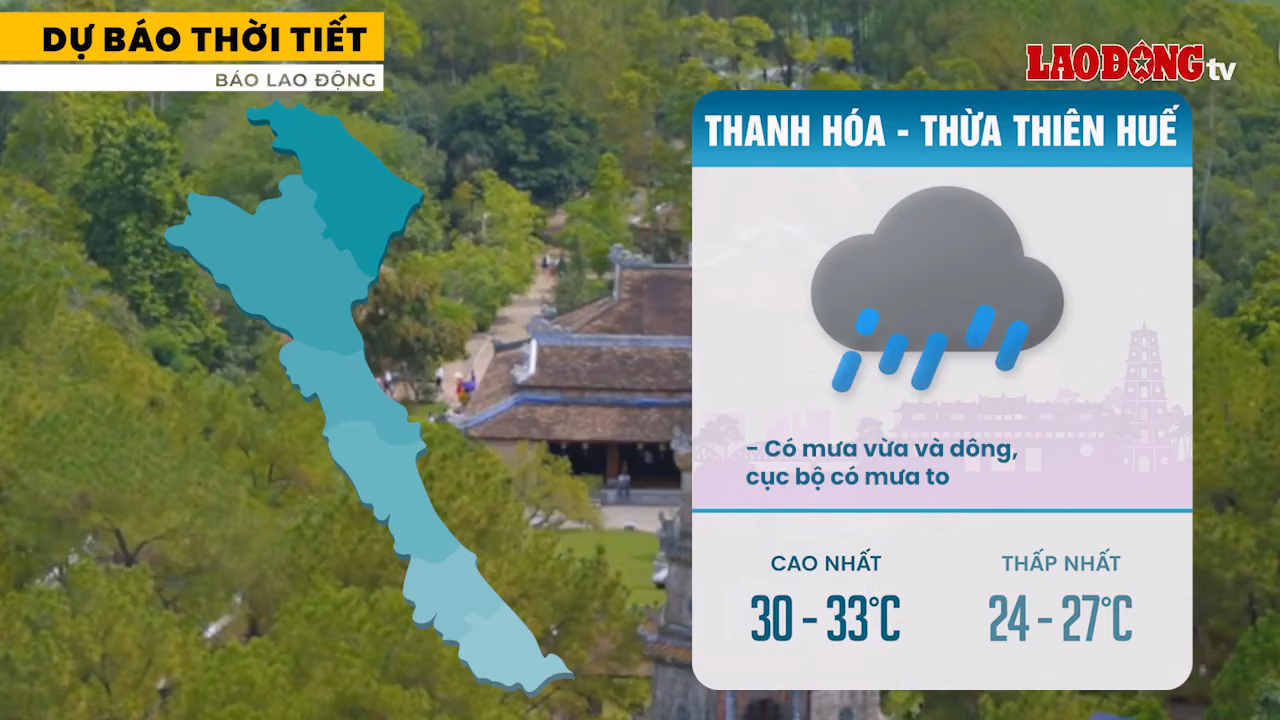 DỰ BÁO THỜI TIẾT
BÁO LAO ĐỘNG
LAO ĐỘNG tv
THANH HÓA - THỪA THIÊN HUẾ
- Có mưa vừa và dông,
cục bộ có mưa to
CAO NHẤT
THẤP NHẤT
30 - 33°C
24 - 27°C